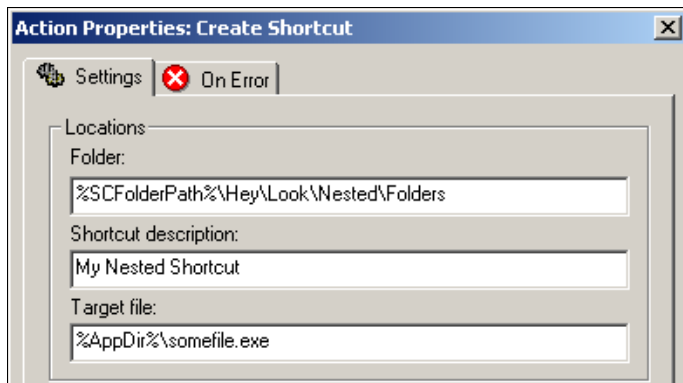 Action Properties: Create Shortcut
Settings On Error
Locations
Folder:
%SCFolderPath%\Hey\Look\Nested\Folders
Shortcut description:
My Nested Shortcut
Target file:
%AppDir%\somefile.exe